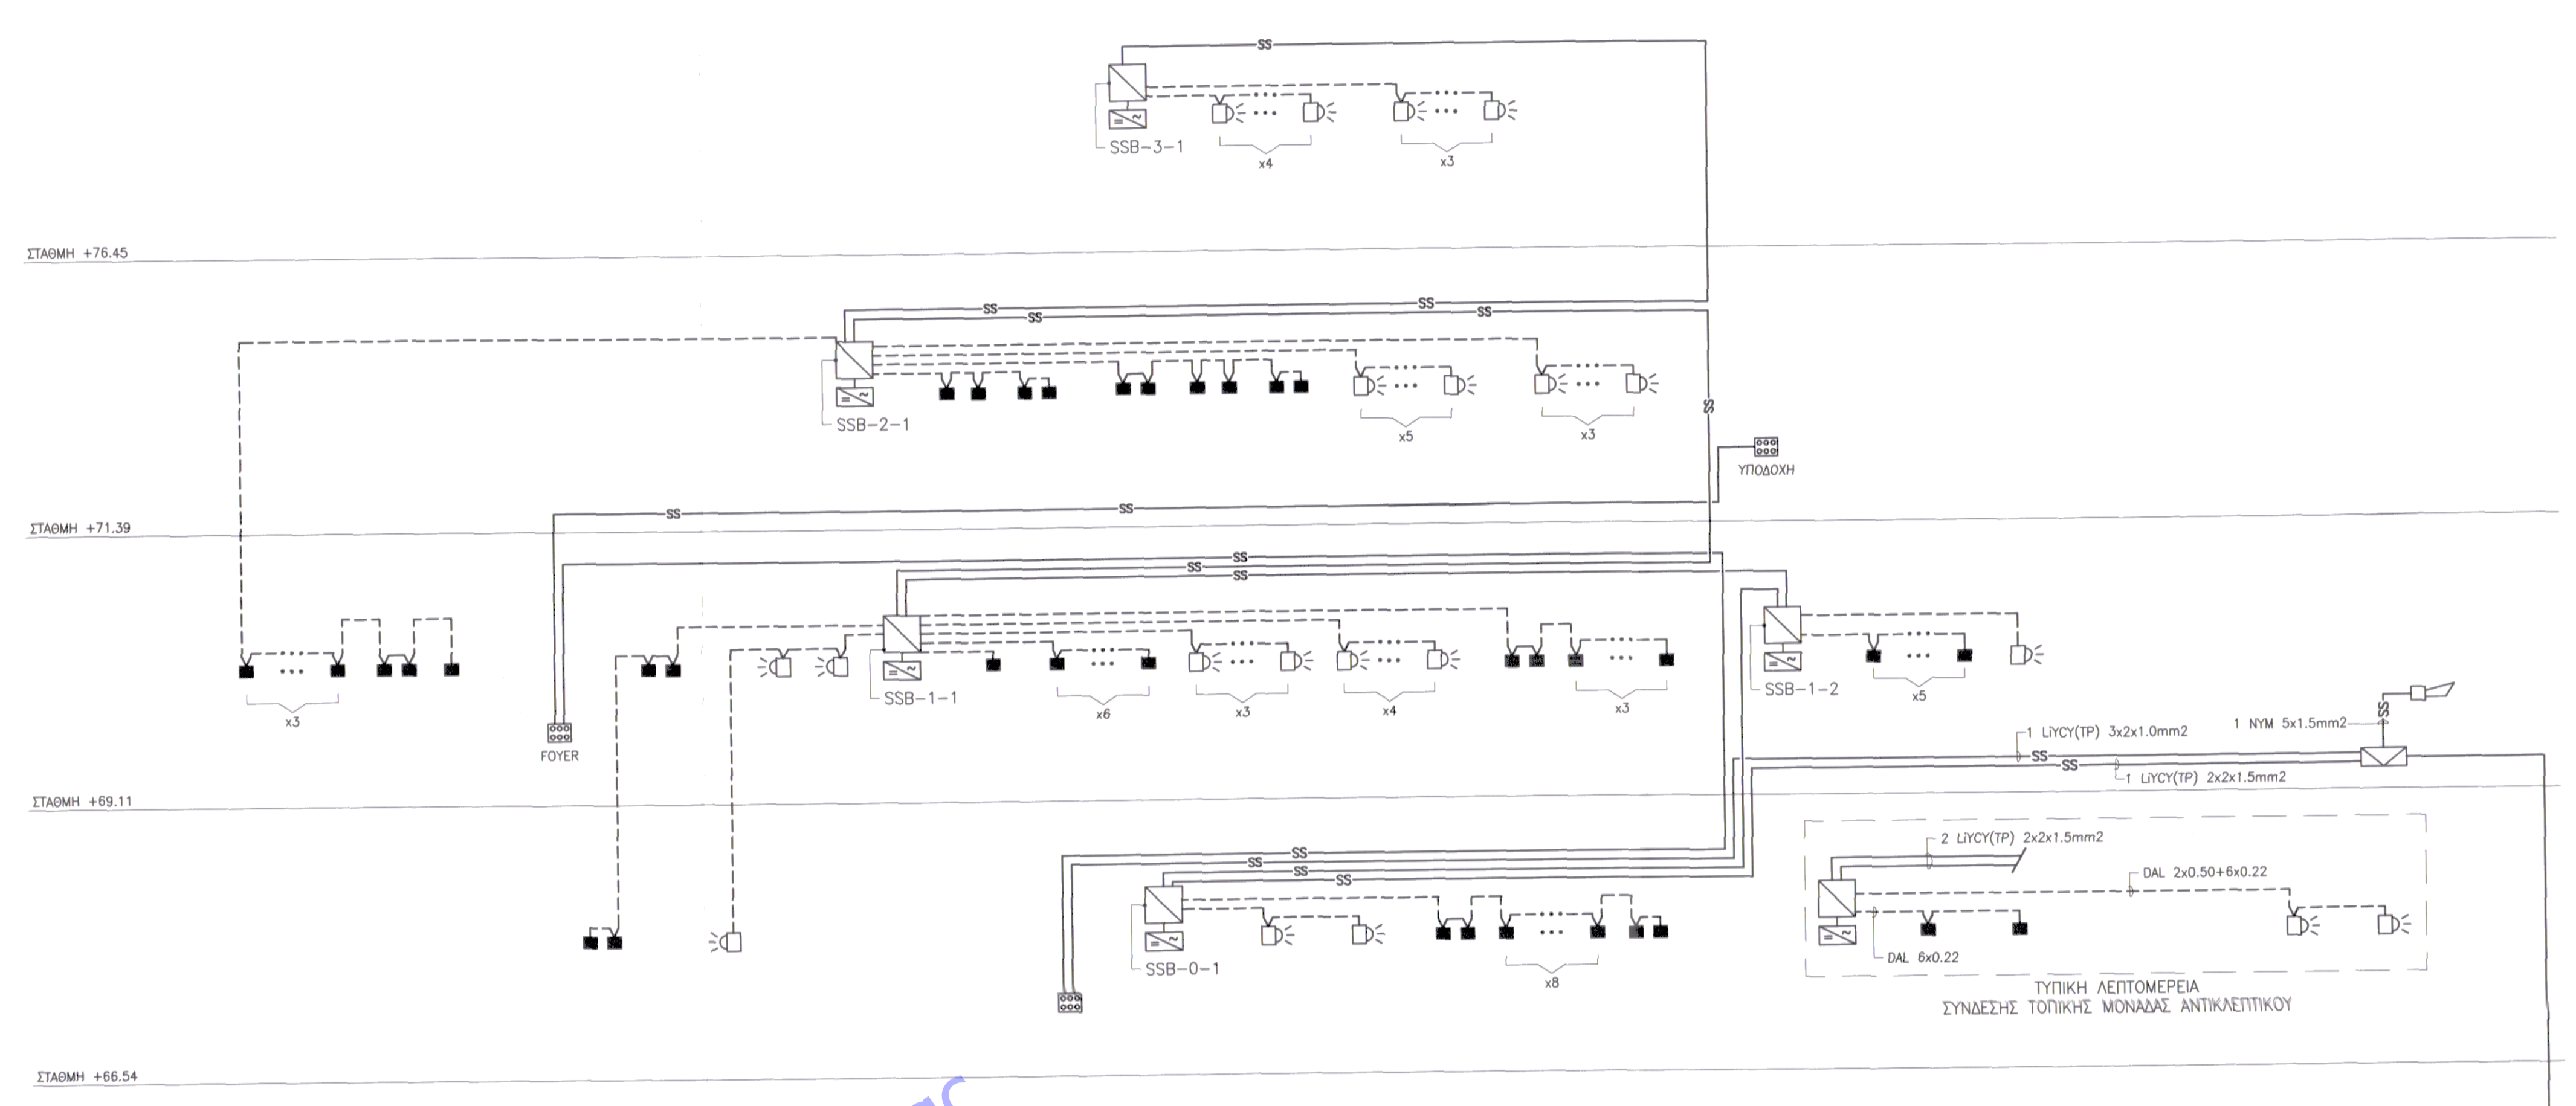 SS
SSB-3-1
x4
x3
ΣΤΑΘΜΗ +76.45
SS
SS
SS
SS
SSB-2-1
x5
x3
SS
ΥΠΟΔΟΧΗ
SS
SS
ΣΤΑΘΜΗ +71.39
SS
SS
SS
x3
SSB-1-1
x6
x3
x4
x3
SSB-1-2
x5
FOYER
1 LiYCY(TP) 3x2x1.0mm2
1 NYM 5x1.5mm2
SS
SS
SS
1 LiYCY(TP) 2x2x1.5mm2
ΣΤΑΘΜΗ +69.11
SS
SS
SS
SS
SSB-0-1
x8
2 LiYCY(TP) 2x2x1.5mm2
DAL 2x0.50+6x0.22
DAL 6x0.22
ΤΥΠΙΚΗ ΛΕΠΤΟΜΕΡΕΙΑ
ΣΥΝΔΕΣΗΣ ΤΟΠΙΚΗΣ ΜΟΝΑΔΑΣ ΑΝΤΙΚΛΕΠΤΙΚΟΥ
ΣΤΑΘΜΗ +66.54